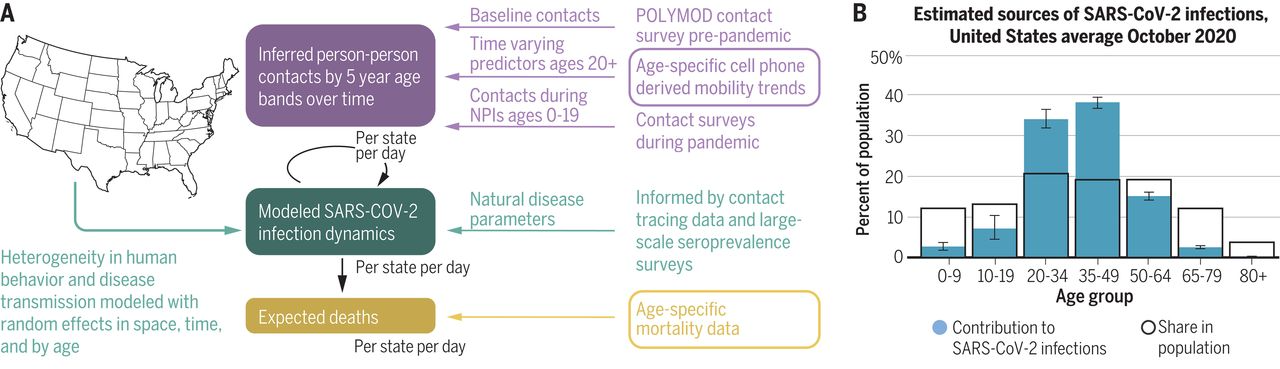 A
Inferred person-person
contacts by 5 year age
bands over time
Baseline contacts
Time varying
predictors ages 20+
Contacts during
NPIs ages 0-19
POLYMOD contact
survey pre-pandemic
Age-specific cell phone
derived mobility trends
Contact surveys
during pandemic
Per state
per day
Modeled SARS-COV-2
infection dynamics
Natural disease
parameters
Informed by contact
tracing data and large-
scale seroprevalence
surveys
Heterogeneity in human
behavior and disease
transmission modeled with
random effects in space, time,
and by age
Per state per day
Expected deaths
Age-specific
mortality data
Per state per day
B
Estimated sources of SARS-CoV-2 infections,
United States average October 2020
Percent of population
50%
40
30
20
10
0
0-9 10-19 20-34 35-49 50-64 65-79 80+
Age group
Contribution to
SARS-CoV-2 infections
Share in
population